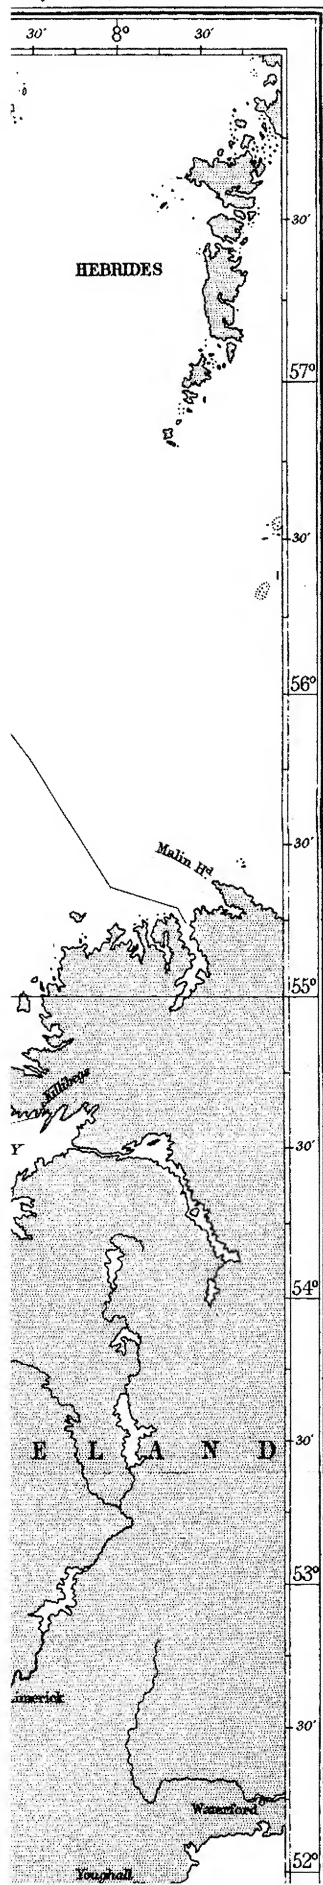 30′ 8° 30′
30′
HEBRIDES
57°
30′
56°
30′
Malin Hd
55°
Killibegs
Y
30′
54°
E L A N D
30′
53°
imerick
30′
Waterford
Youghall
52°